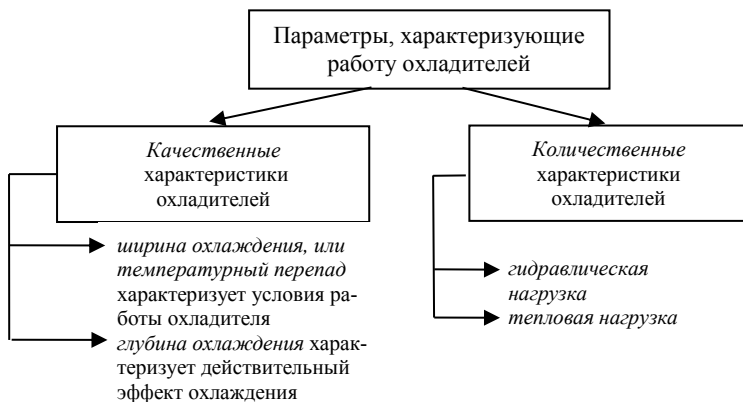 Параметры, характеризующие
работу охладителей
Качественные
характеристики
охладителей
ширина охлаждения, или
температурный перепад
характеризует условия ра-
боты охладителя
глубина охлаждения харак-
теризует действительный
эффект охлаждения
Количественные
характеристики
охладителей
гидравлическая
нагрузка
тепловая нагрузка